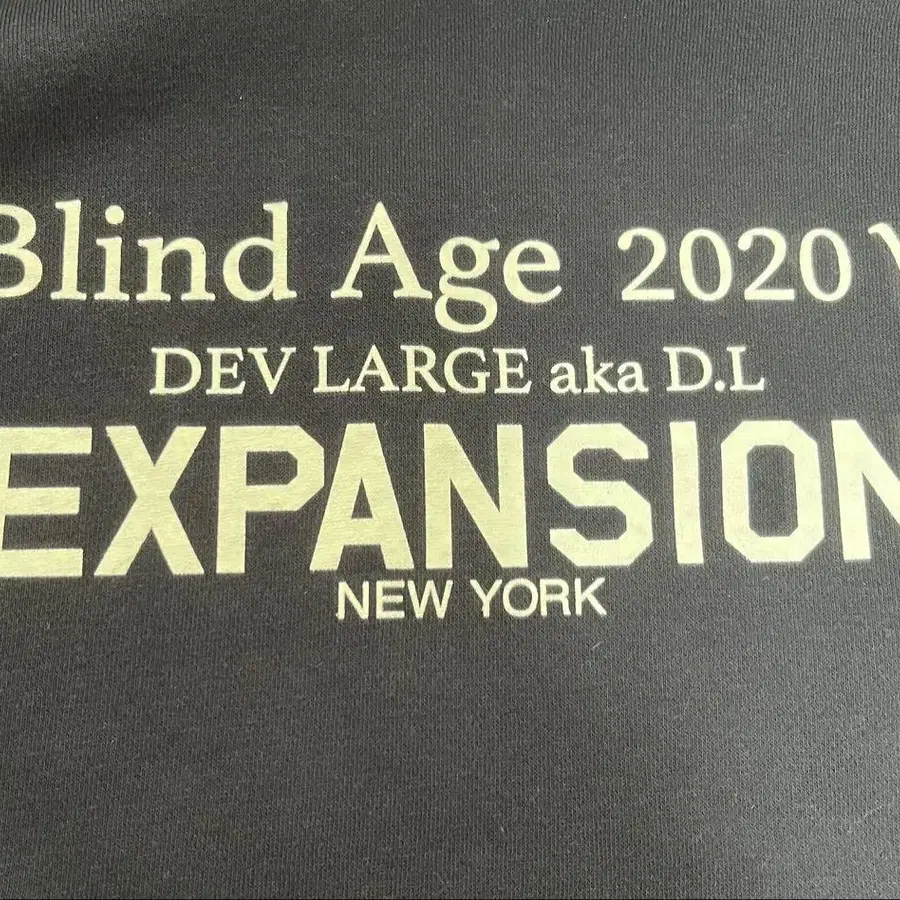 Blind Age 2020 V
DEV LARGE aka D.L
EXPANSION
NEW YORK